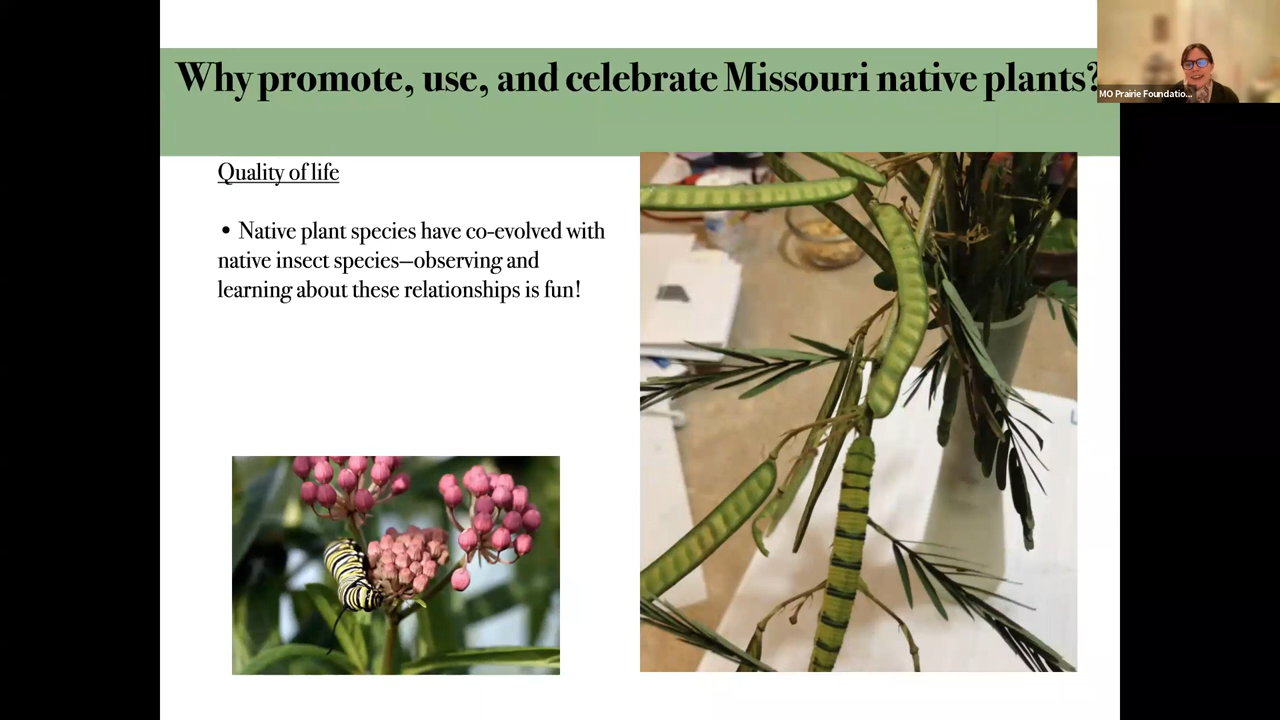 Why promote, use, and celebrate Missouri native plants?
MO Prairie Foundatio...
Quality of life
• Native plant species have co-evolved with
native insect species—observing and
learning about these relationships is fun!